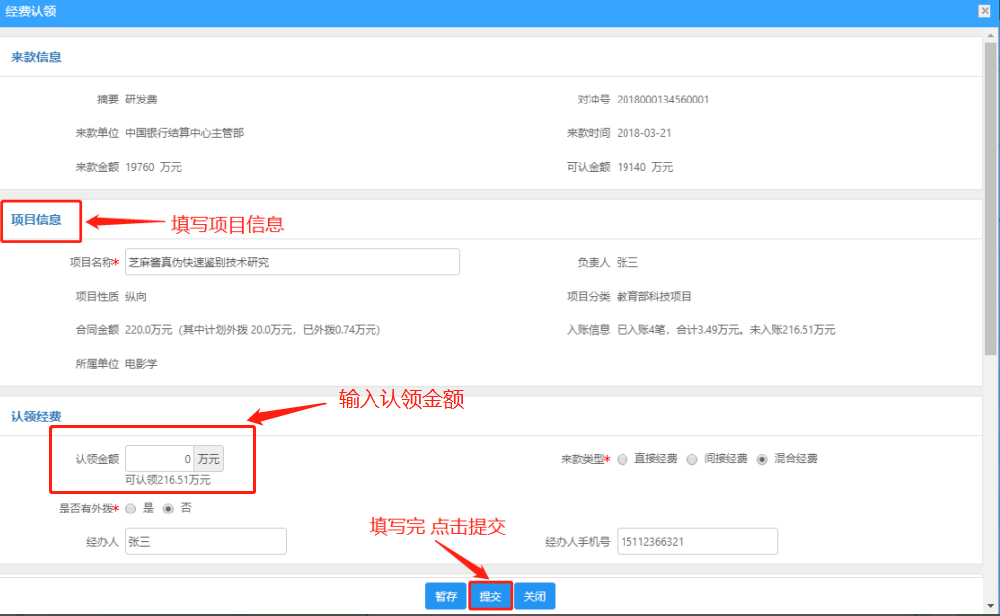 经费认领
来款信息
摘要 研发费 对冲号 2018000134560001
来款单位 中国银行结算中心主管部 来款时间 2018-03-21
来款金额 19760 万元 可认金额 19140 万元
项目信息 填写项目信息
项目名称* 芝麻酱真伪快速鉴别技术研究 负责人 张三
项目性质 纵向 项目分类 教育部科技项目
合同金额 220.0万元（其中计划外拨 20.0万元，已外拨0.74万元） 入账信息 已入账4笔，合计3.49万元。未入账216.51万元
所属单位 电影学
输入认领金额
认领经费
认领金额 0 万元 来款类型* 直接经费 间接经费 混合经费
可认领216.51万元
是否有外拨* 是 否
填写完 点击提交
经办人 张三 经办人手机号 15112366321
暂存 提交 关闭